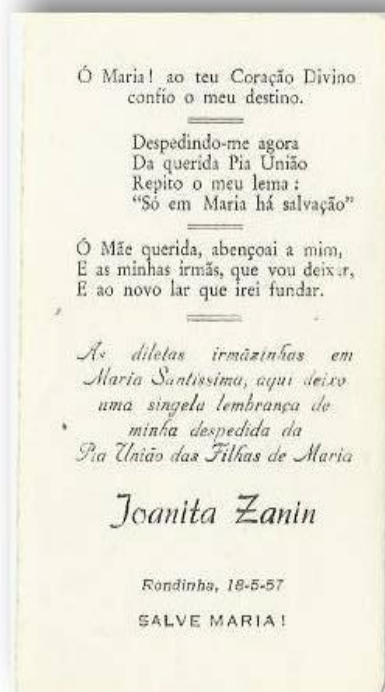 Ó Maria! ao teu Coração Divino
confio o meu destino.
Despedindo-me agora
Da querida Pia União
Repito o meu lema:
"Só em Maria há salvação"
Ó Mãe querida, abençoai a mim,
E as minhas irmãs, que vou deixar,
E ao novo lar que irei fundar.
As diletas irmãzinhas em
Maria Santíssima, aqui deixo
uma singela lembrança de
minha despedida da
Pia União das Filhas de Maria
Joanita Zanin
Rondinha, 18-5-57
SALVE MARIA!